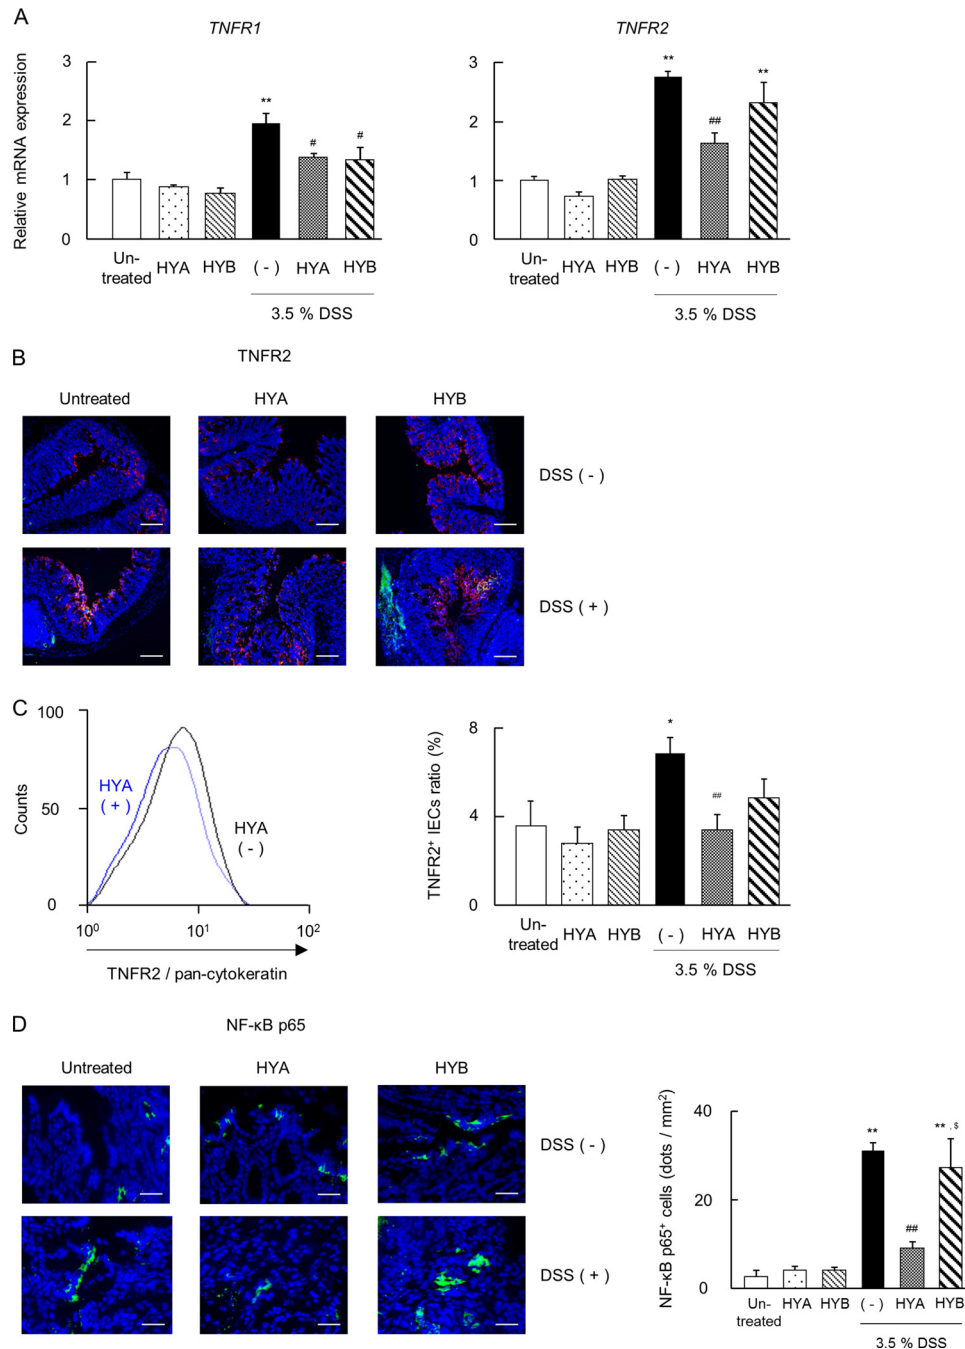 A
TNFR1
TNFR2
Relative mRNA expression
3
2
1
0
**
#
#
3
2
1
0
**
##
**
Un-
treated
HYA
HYB
( - )
HYA
HYB
3.5 % DSS
Un-
treated
HYA
HYB
( - )
HYA
HYB
3.5 % DSS
B
TNFR2
Untreated
HYA
HYB
DSS ( - )
DSS ( + )
C
100
50
0
Counts
HYA
( + )
HYA
( - )
10⁰
10¹
10²
TNFR2 / pan-cytokeratin
TNFR2⁺ IECs ratio (%)
8
4
0
*
##
Un-
treated
HYA
HYB
( - )
HYA
HYB
3.5 % DSS
D
NF-κB p65
Untreated
HYA
HYB
DSS ( - )
DSS ( + )
NF-κB p65⁺ cells (dots / mm²)
40
20
0
**
##
** , $
Un-
treated
HYA
HYB
( - )
HYA
HYB
3.5 % DSS